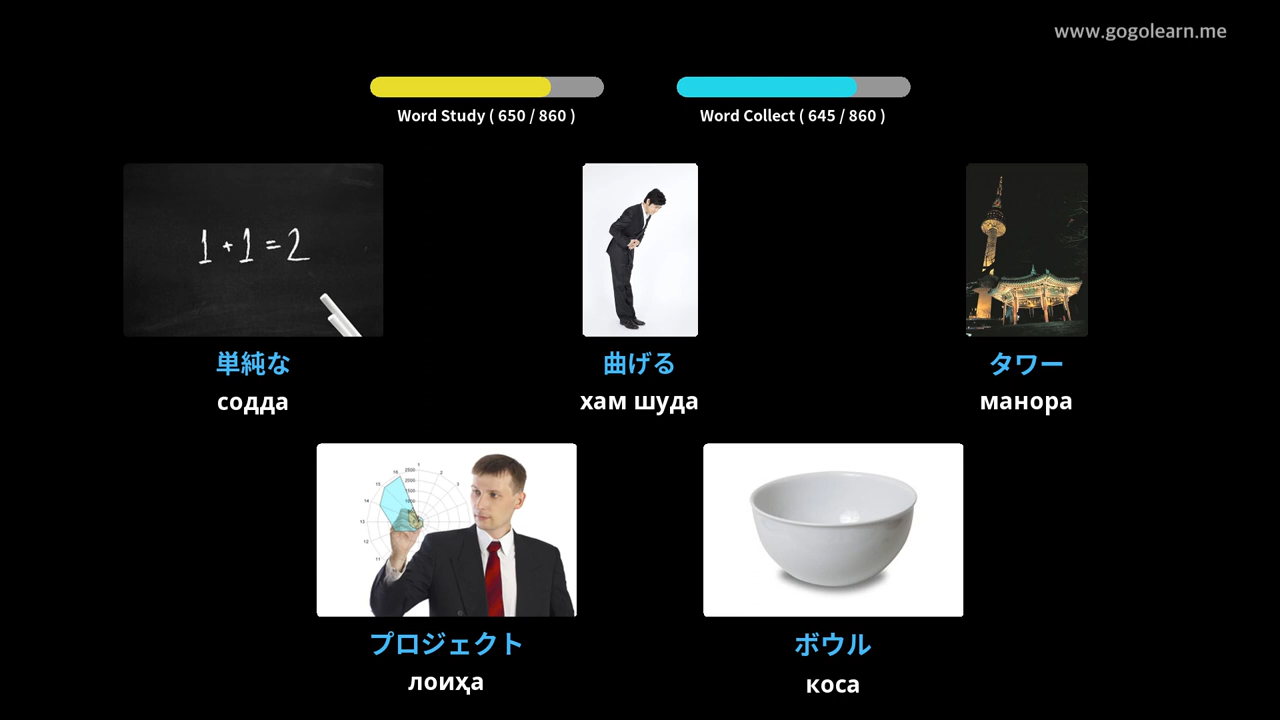 www.gogolearn.me
Word Study ( 650 / 860 )
Word Collect ( 645 / 860 )
1 + 1 = 2
単純な
曲げる
タワー
содда
хам шуда
манора
プロジェクト
ボウル
лоиҳа
коса